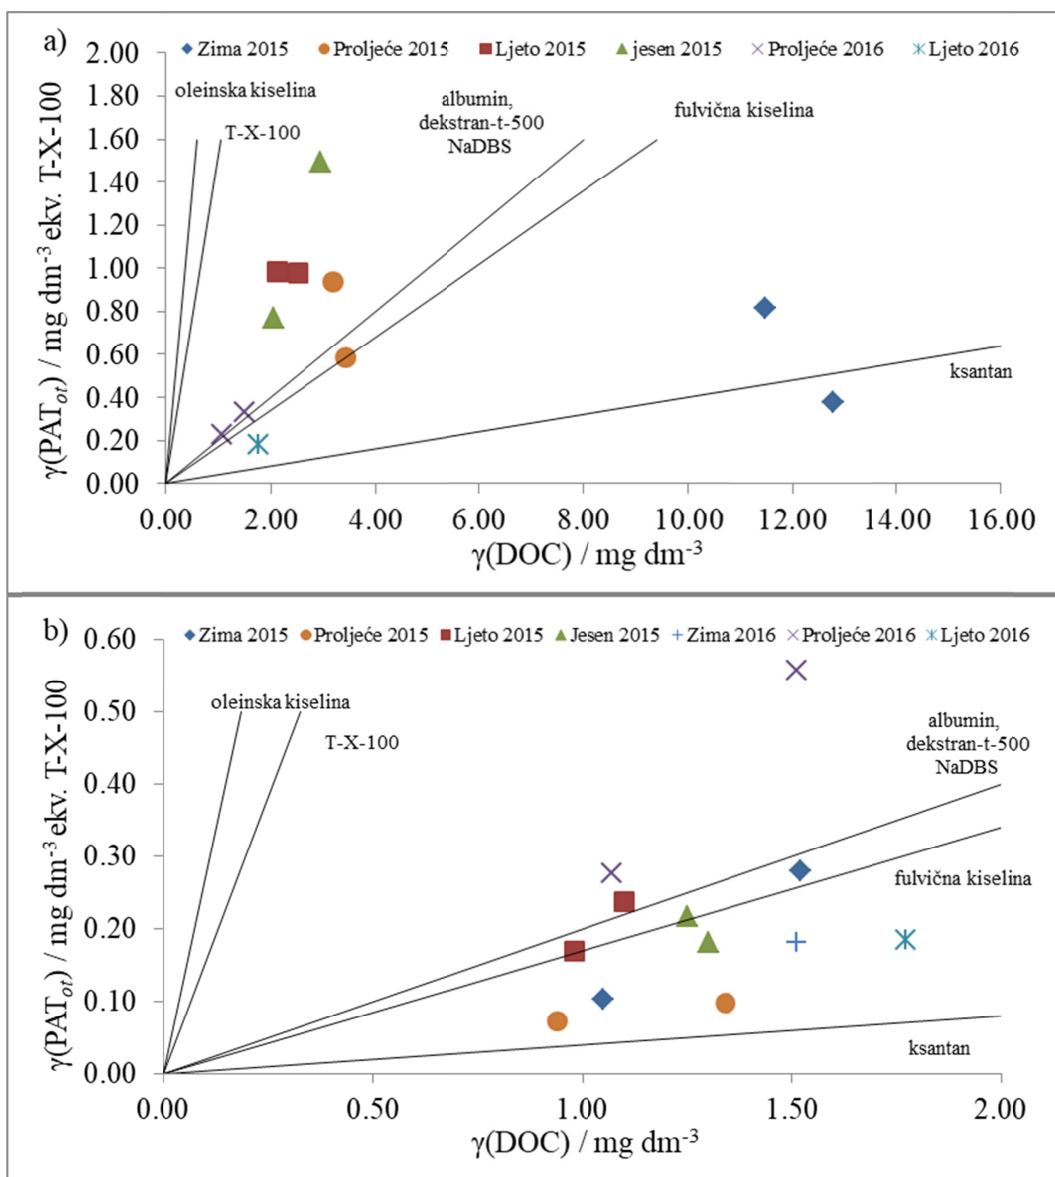 a)
Zima 2015 Proljeće 2015 Ljeto 2015 jesen 2015 Proljeće 2016 Ljeto 2016
2.00
1.80
1.60
1.40
1.20
1.00
0.80
0.60
0.40
0.20
0.00
γ(PATot) / mg dm-3 ekv. T-X-100
oleinska kiselina
T-X-100
albumin,
dekstran-t-500
NaDBS
fulvična kiselina
ksantan
0.00 2.00 4.00 6.00 8.00 10.00 12.00 14.00 16.00
γ(DOC) / mg dm-3
b)
Zima 2015 Proljeće 2015 Ljeto 2015 Jesen 2015 Zima 2016 Proljeće 2016 Ljeto 2016
0.60
0.50
0.40
0.30
0.20
0.10
0.00
γ(PATot) / mg dm-3 ekv. T-X-100
oleinska kiselina
T-X-100
albumin,
dekstran-t-500
NaDBS
fulvična kiselina
ksantan
0.00 0.50 1.00 1.50 2.00
γ(DOC) / mg dm-3